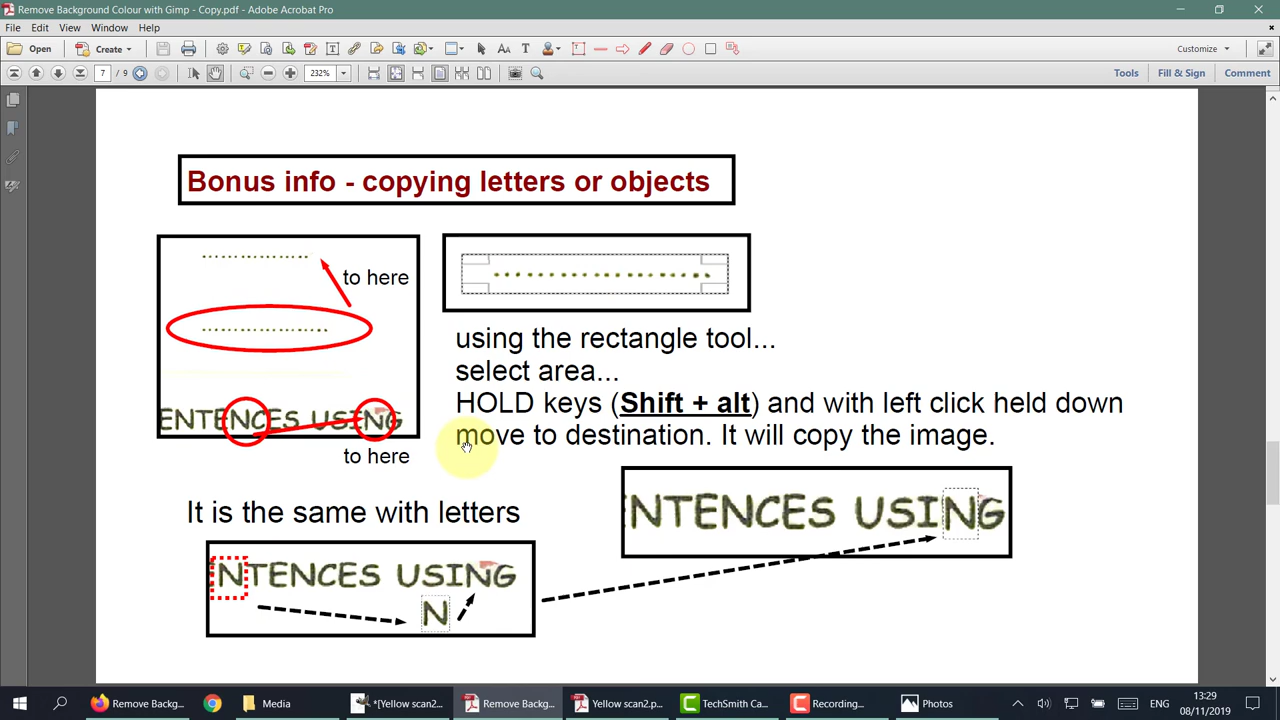 Remove Background Colour with Gimp - Copy.pdf - Adobe Acrobat Pro
File Edit View Window Help
Open Create Customize
7 / 9 232% Tools Fill & Sign Comment
Bonus info - copying letters or objects
to here
using the rectangle tool...
select area...
HOLD keys (Shift + alt) and with left click held down
move to destination. It will copy the image.
ENTENCES USING
to here
It is the same with letters
NTENCES USING
NTENCES USING
N
Remove Backg... Media *[Yellow scan2... Remove Backg... Yellow scan2.p... TechSmith Ca... Recording... Photos ENG
13:29
08/11/2019